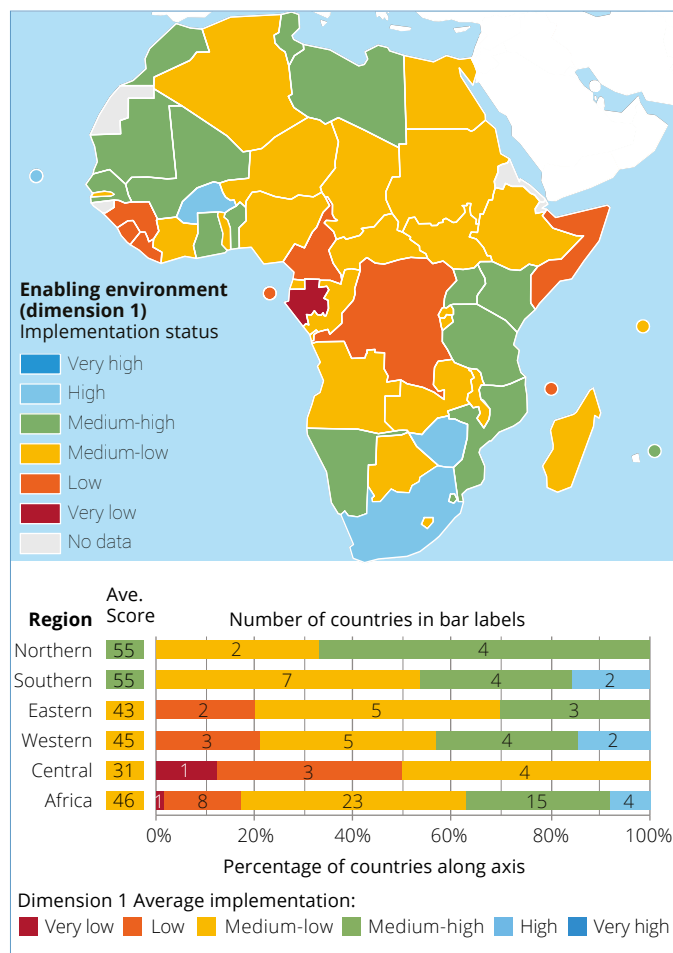 Enabling environment
(dimension 1)
Implementation status
Very high
High
Medium-high
Medium-low
Low
Very low
No data
Ave.
Score
Region
Number of countries in bar labels
Northern 55 2 4
Southern 55 7 4 2
Eastern 43 2 5 3
Western 45 3 5 4 2
Central 31 1 3 4
Africa 46 1 8 23 15 4
0% 20% 40% 60% 80% 100%
Percentage of countries along axis
Dimension 1 Average implementation:
Very low Low Medium-low Medium-high High Very high